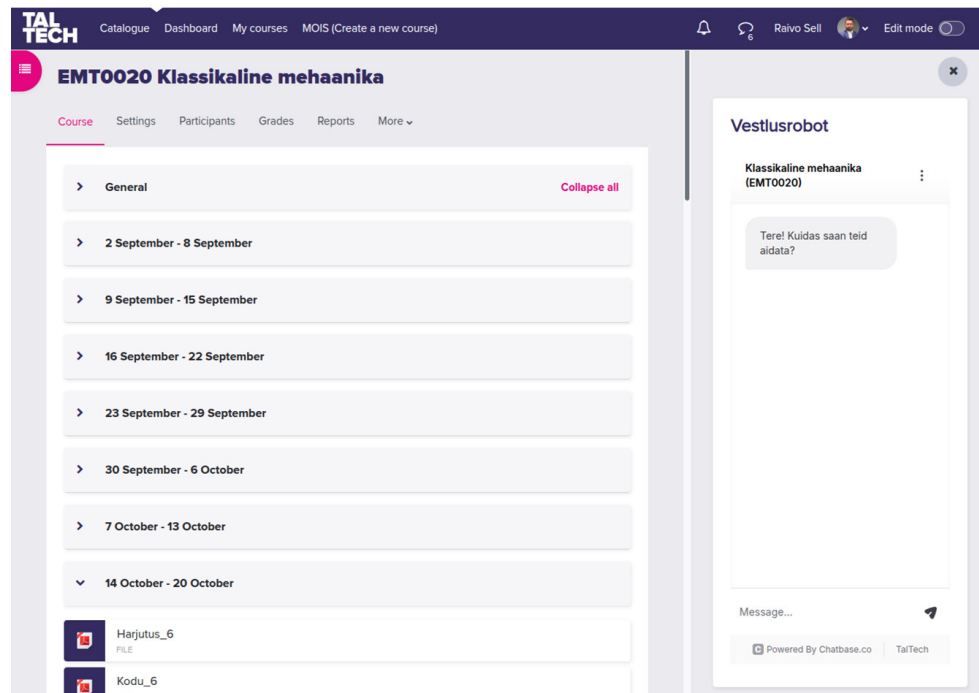 TAL
TECH
Catalogue Dashboard My courses MOIS (Create a new course)
6
Raivo Sell
Edit mode
EMT0020 Klassikaline mehaanika
Course Settings Participants Grades Reports More
General
Collapse all
2 September - 8 September
9 September - 15 September
16 September - 22 September
23 September - 29 September
30 September - 6 October
7 October - 13 October
14 October - 20 October
Harjutus_6
FILE
Kodu_6
Vestlusrobot
Klassikaline mehaanika
(EMT0020)
Tere! Kuidas saan teid
aidata?
Message...
Powered By Chatbase.co TalTech